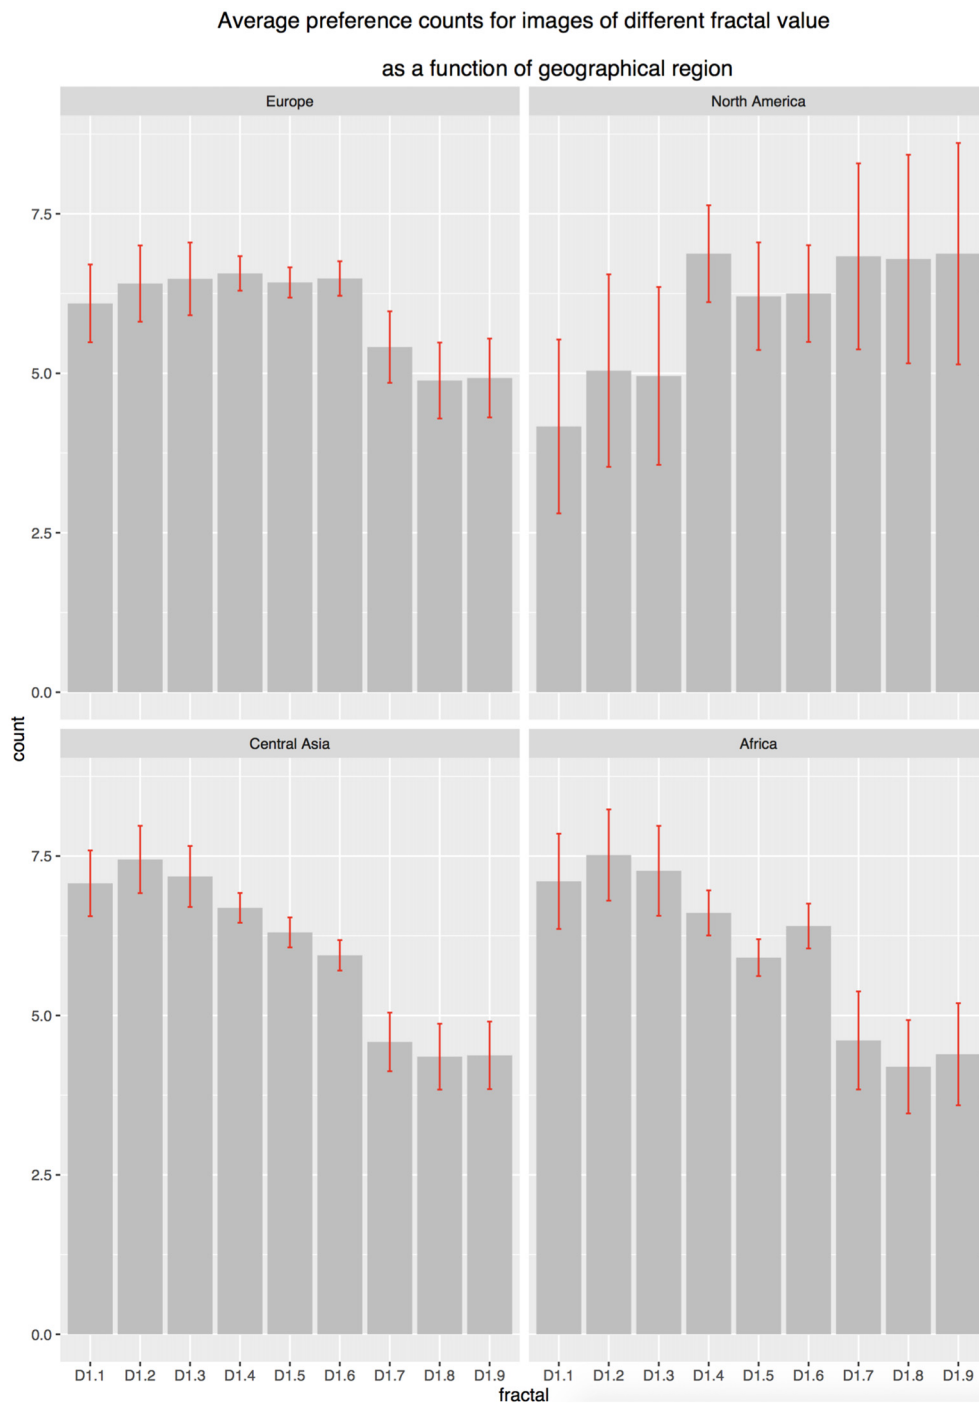 Average preference counts for images of different fractal value
as a function of geographical region
Europe
North America
7.5
5.0
2.5
0.0
count
Central Asia
Africa
7.5
5.0
2.5
0.0
D1.1 D1.2 D1.3 D1.4 D1.5 D1.6 D1.7 D1.8 D1.9
D1.1 D1.2 D1.3 D1.4 D1.5 D1.6 D1.7 D1.8 D1.9
fractal